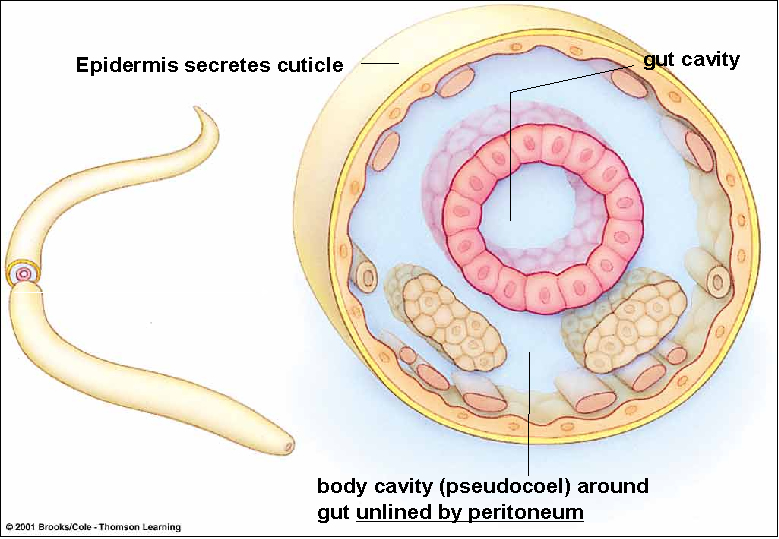 Epidermis secretes cuticle
gut cavity
body cavity (pseudocoel) around
gut unlined by peritoneum
© 2001 Brooks/Cole - Thomson Learning